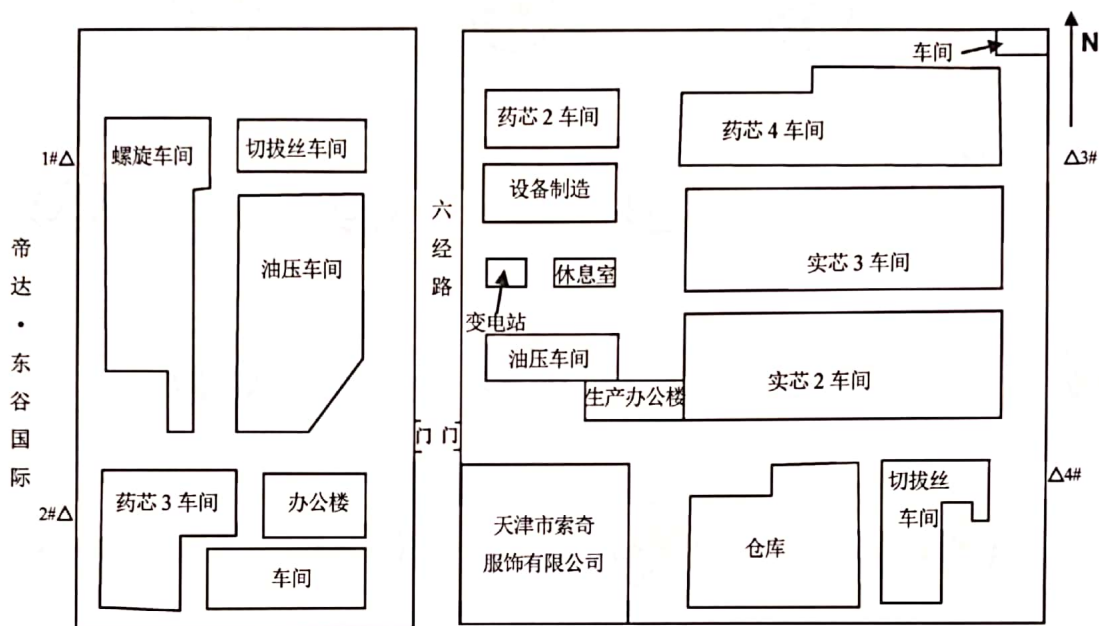 车间
N
药芯 2 车间
药芯 4 车间
螺旋车间
切拔丝车间
1#△
△3#
设备制造
六经路
帝达·东谷国际
油压车间
实芯 3 车间
休息室
变电站
油压车间
实芯 2 车间
生产办公楼
门 门
药芯 3 车间
办公楼
切拔丝
车间
△4#
2#△
天津市索奇
服饰有限公司
仓库
车间